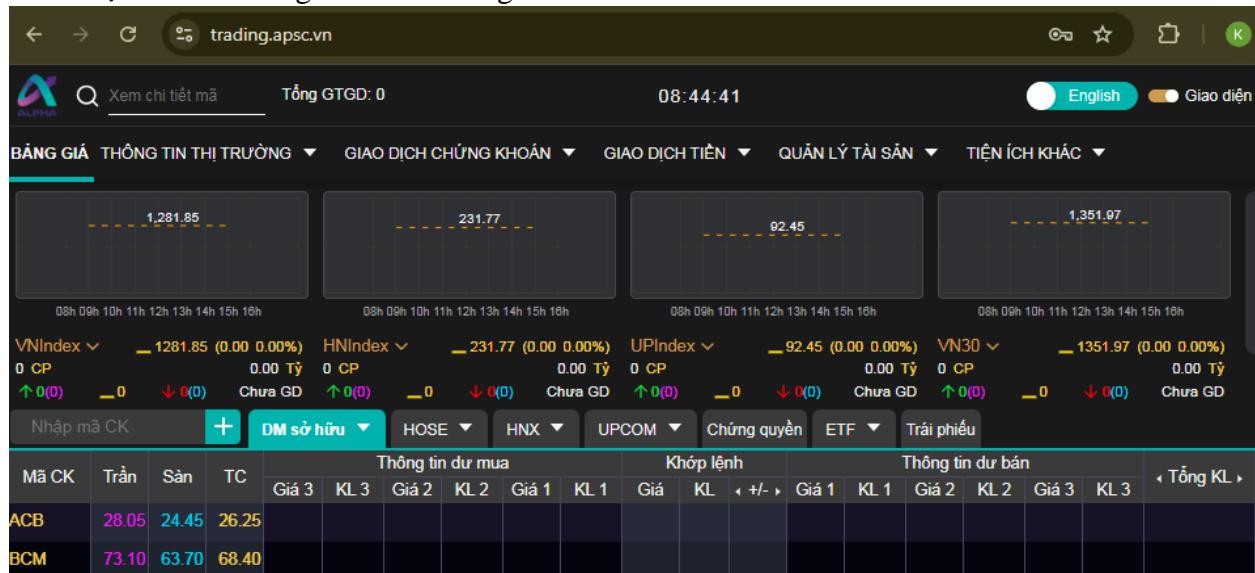 trading.apsc.vn
K
ALPHA
Xem chi tiết mã
Tổng GTGD: 0
08:44:41
English
Giao diện
BẢNG GIÁ THÔNG TIN THỊ TRƯỜNG ▼ GIAO DỊCH CHỨNG KHOÁN ▼ GIAO DỊCH TIỀN ▼ QUẢN LÝ TÀI SẢN ▼ TIỆN ÍCH KHÁC ▼
1,281.85 231.77 92.45 1,351.97
08h 09h 10h 11h 12h 13h 14h 15h 16h 08h 09h 10h 11h 12h 13h 14h 15h 16h 08h 09h 10h 11h 12h 13h 14h 15h 16h 08h 09h 10h 11h 12h 13h 14h 15h 16h
VNIndex 1281.85 (0.00 0.00%) HNIndex 231.77 (0.00 0.00%) UPIndex 92.45 (0.00 0.00%) VN30 1351.97 (0.00 0.00%)
0 CP 0.00 Tỷ 0 CP 0.00 Tỷ 0 CP 0.00 Tỷ 0 CP 0.00 Tỷ
↑0(0) 0 ↓0(0) Chưa GD ↑0(0) 0 ↓0(0) Chưa GD ↑0(0) 0 ↓0(0) Chưa GD ↑0(0) 0 ↓0(0) Chưa GD
Nhập mã CK + DM sở hữu ▼ HOSE ▼ HNX ▼ UPCOM ▼ Chứng quyền ETF ▼ Trái phiếu
Mã CK Trần Sàn TC Thông tin dư mua Khớp lệnh Thông tin dư bán Tổng KL
Giá 3 KL 3 Giá 2 KL 2 Giá 1 KL 1 Giá KL +/- Giá 1 KL 1 Giá 2 KL 2 Giá 3 KL 3
ACB 28.05 24.45 26.25
BCM 73.10 63.70 68.40